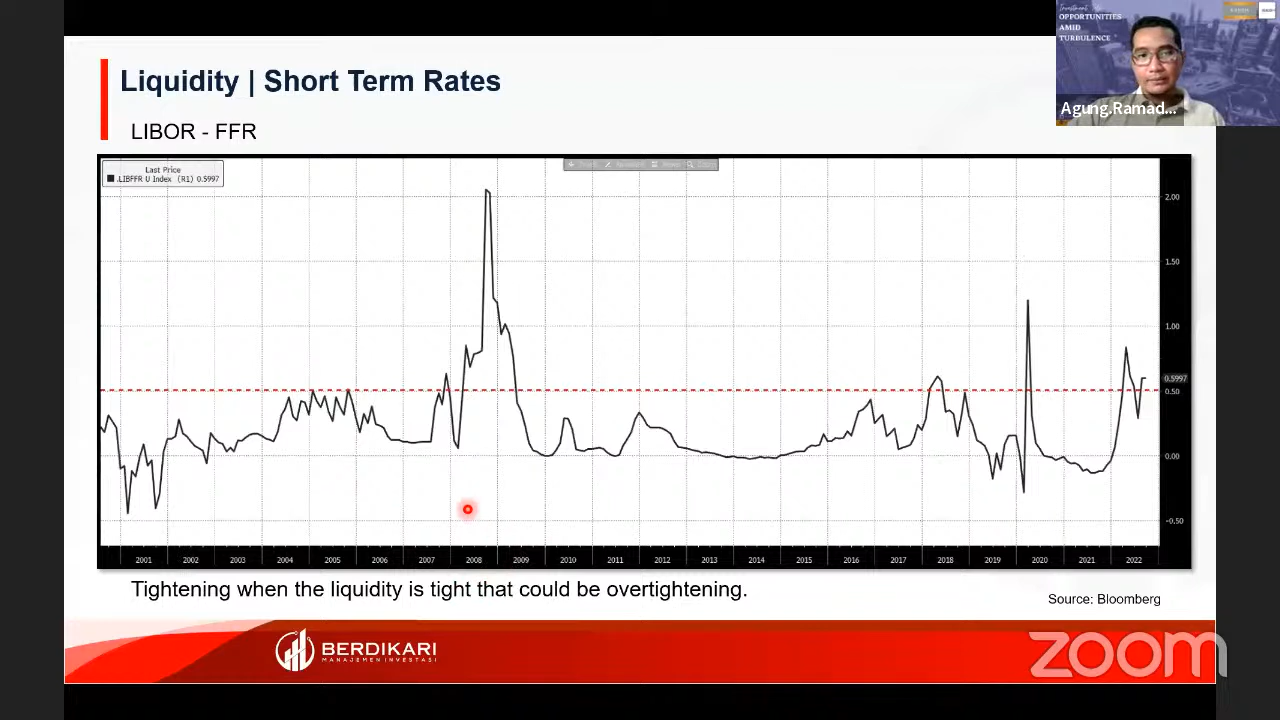 Investment Talk
OPPORTUNITIES
AMID
TURBULENCE
Agung.Ramad...
Liquidity | Short Term Rates
LIBOR - FFR
Last Price
.LIBFFR U Index (R1) 0.5997
Zoom
2.00
1.50
1.00
0.5997
0.50
0.00
-0.50
2001 2002 2003 2004 2005 2006 2007 2008 2009 2010 2011 2012 2013 2014 2015 2016 2017 2018 2019 2020 2021 2022
Tightening when the liquidity is tight that could be overtightening.
Source: Bloomberg
BERDIKARI
MANAJEMEN INVESTASI
zoom